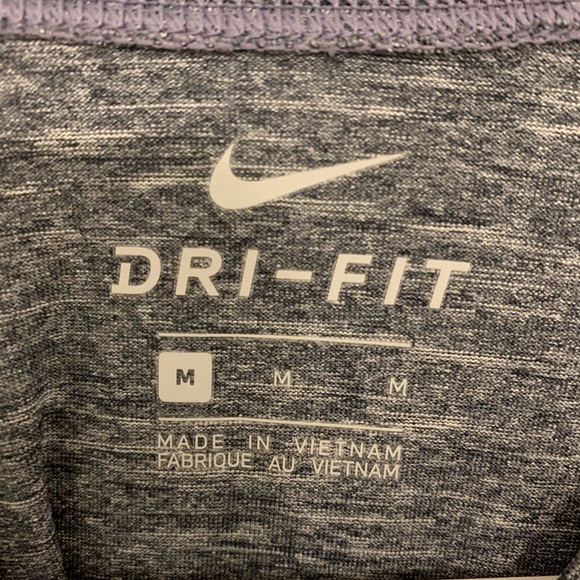 DRI-FIT
M M M
MADE IN VIETNAM
FABRIQUE AU VIETNAM